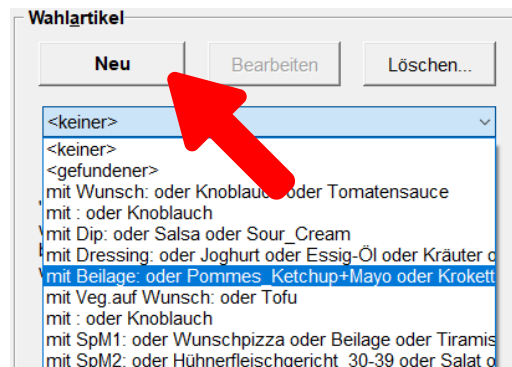 Wahlartikel
Neu Bearbeiten Löschen...
<keiner>
<keiner>
<gefundener>
mit Wunsch: oder Knoblauch oder Tomatensauce
mit : oder Knoblauch
mit Dip: oder Salsa oder Sour_Cream
mit Dressing: oder Joghurt oder Essig-Öl oder Kräuter
mit Beilage: oder Pommes_Ketchup+Mayo oder Krokett
mit Veg.auf Wunsch: oder Tofu
mit : oder Knoblauch
mit SpM1: oder Wunschpizza oder Beilage oder Tiramis
mit SpM2: oder Hühnerfleischgericht_30-39 oder Salat o